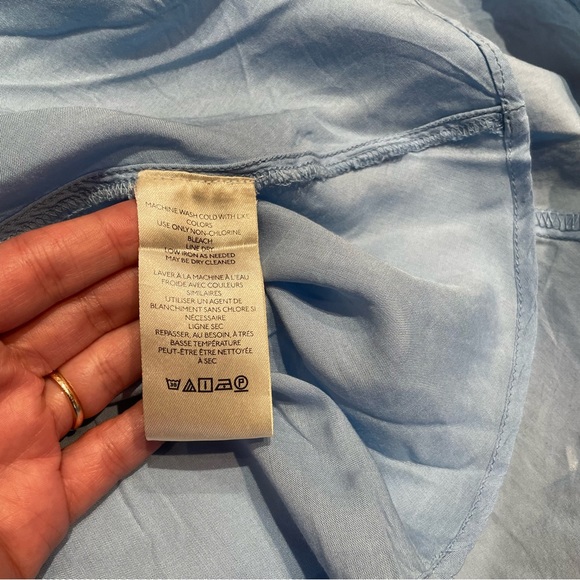 MACHINE WASH COLD WITH LIKE
COLORS
USE ONLY NON-CHLORINE
BLEACH
LINE DRY
LOW IRON AS NEEDED
MAY BE DRY CLEANED
LAVER À LA MACHINE À L'EAU
FROIDE AVEC COULEURS
SIMILAIRES
UTILISER UN AGENT DE
BLANCHIMENT SANS CHLORE SI
NÉCESSAIRE
LIGNE SEC
REPASSER, AU BESOIN, À TRÈS
BASSE TEMPÉRATURE
PEUT-ÊTRE ÊTRE NETTOYÉE
À SEC
30 P